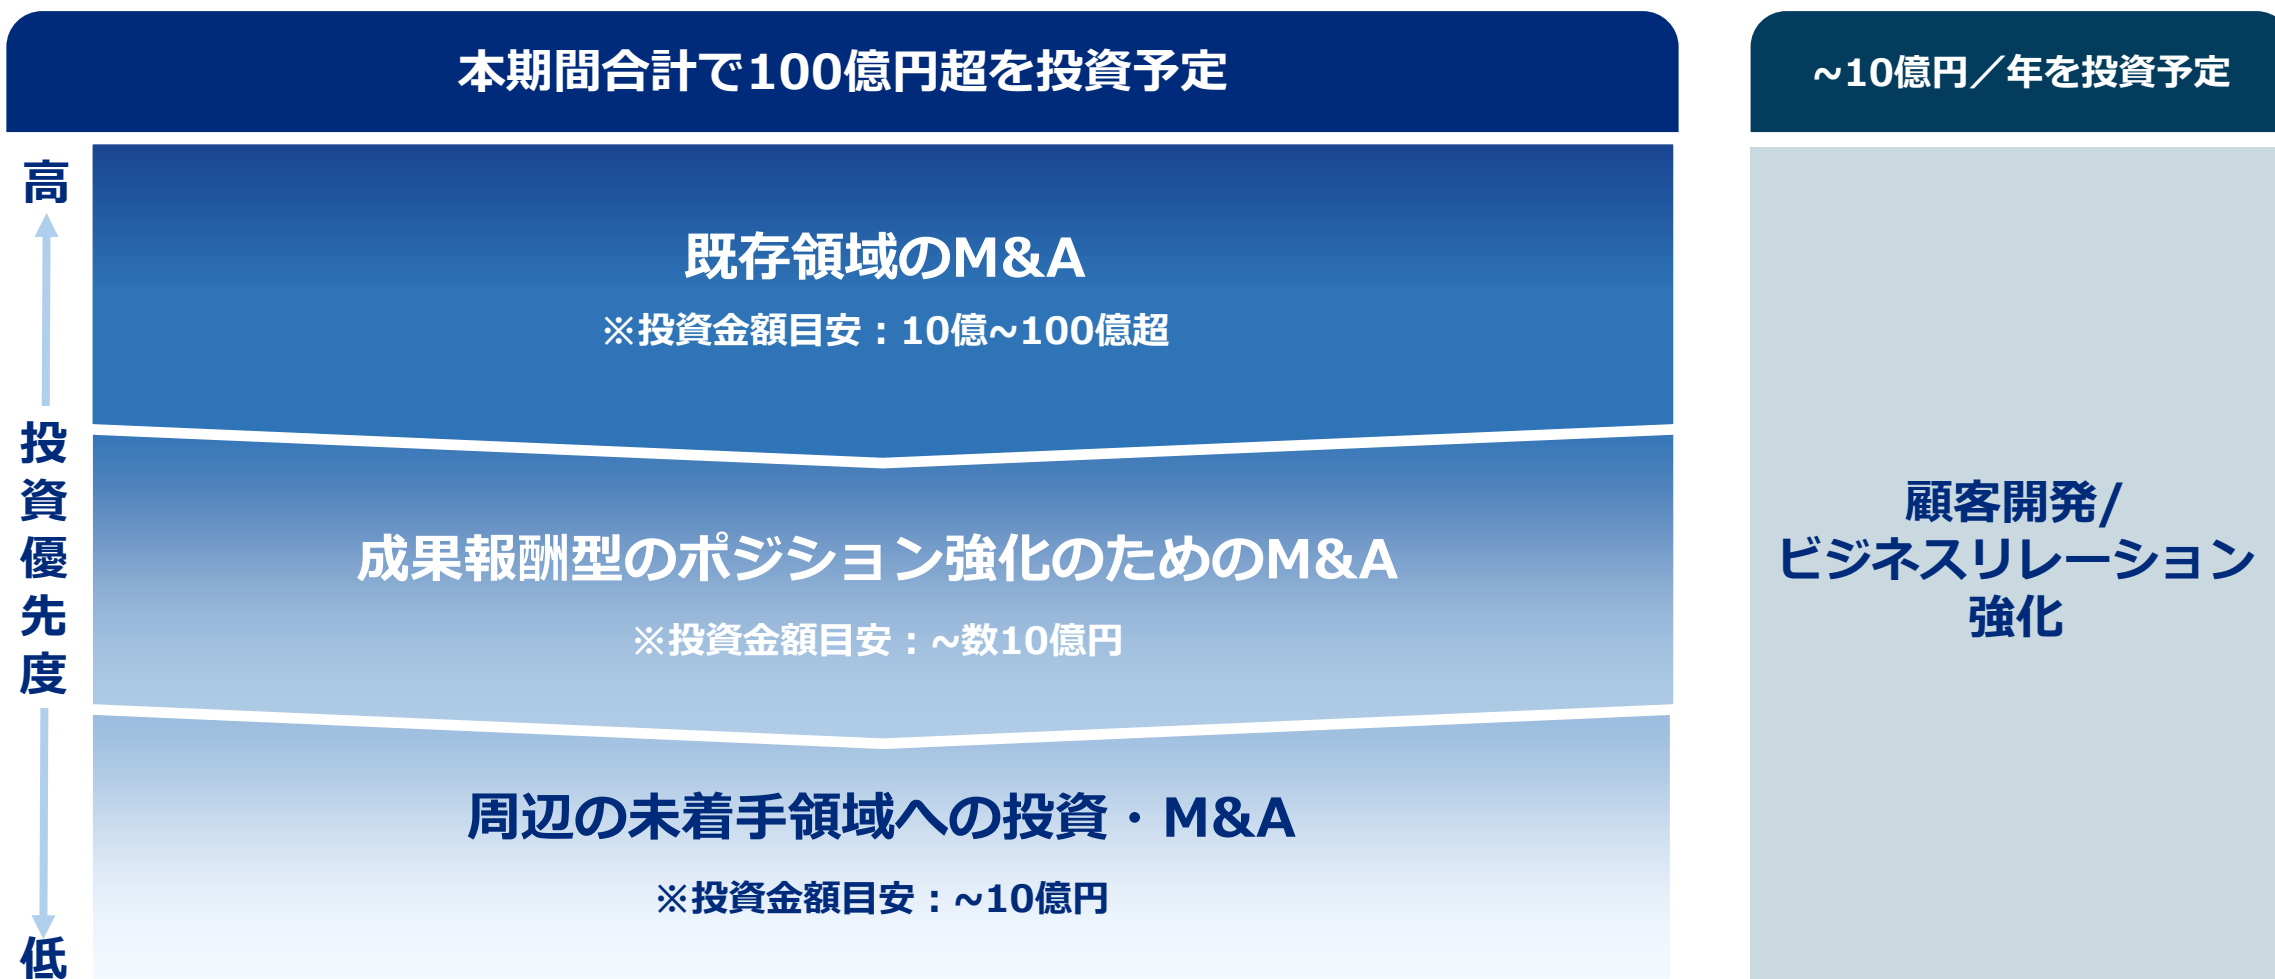 本期間合計で100億円超を投資予定
~10億円／年を投資予定
高
投資優先度
低
既存領域のM&A
※投資金額目安：10億~100億超
成果報酬型のポジション強化のためのM&A
※投資金額目安：~数10億円
周辺の未着手領域への投資・M&A
※投資金額目安：~10億円
顧客開発/
ビジネスリレーション
強化